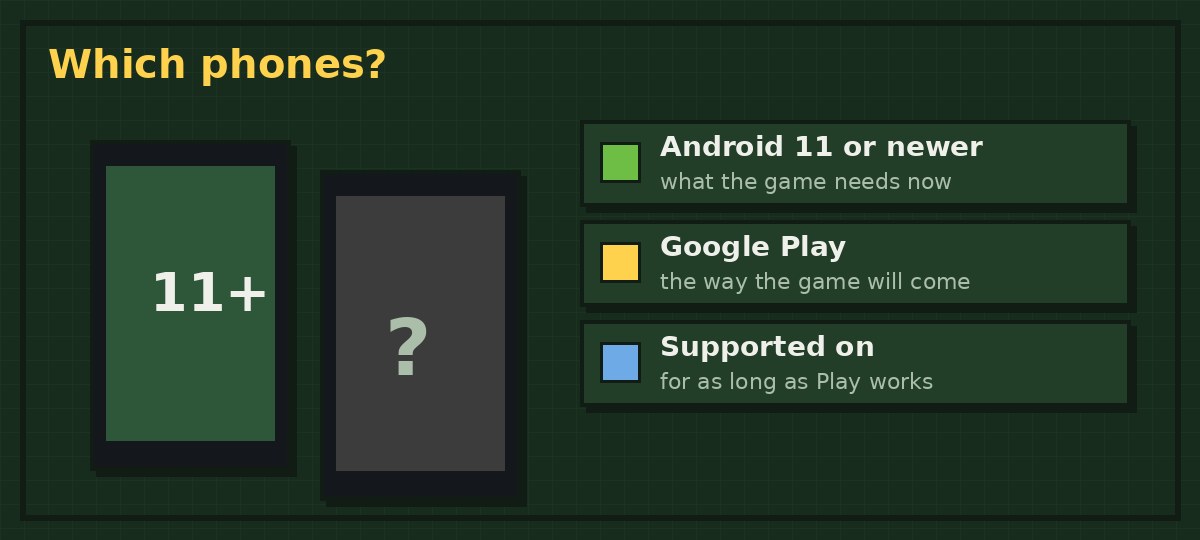 Which phones?
11+
?
Android 11 or newer
what the game needs now
Google Play
the way the game will come
Supported on
for as long as Play works